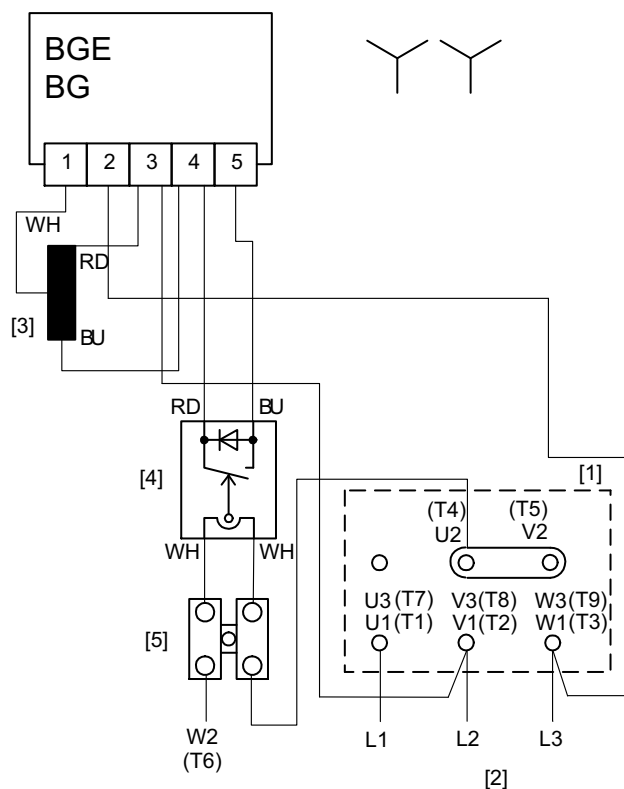 BGE
BG
1 2 3 4 5
WH
RD
[3]
BU
RD BU
[4]
[1]
WH WH
(T4) (T5)
U2 V2
U3 (T7) V3 (T8) W3 (T9)
U1 (T1) V1 (T2) W1 (T3)
[5]
W2
(T6)
L1 L2 L3
[2]